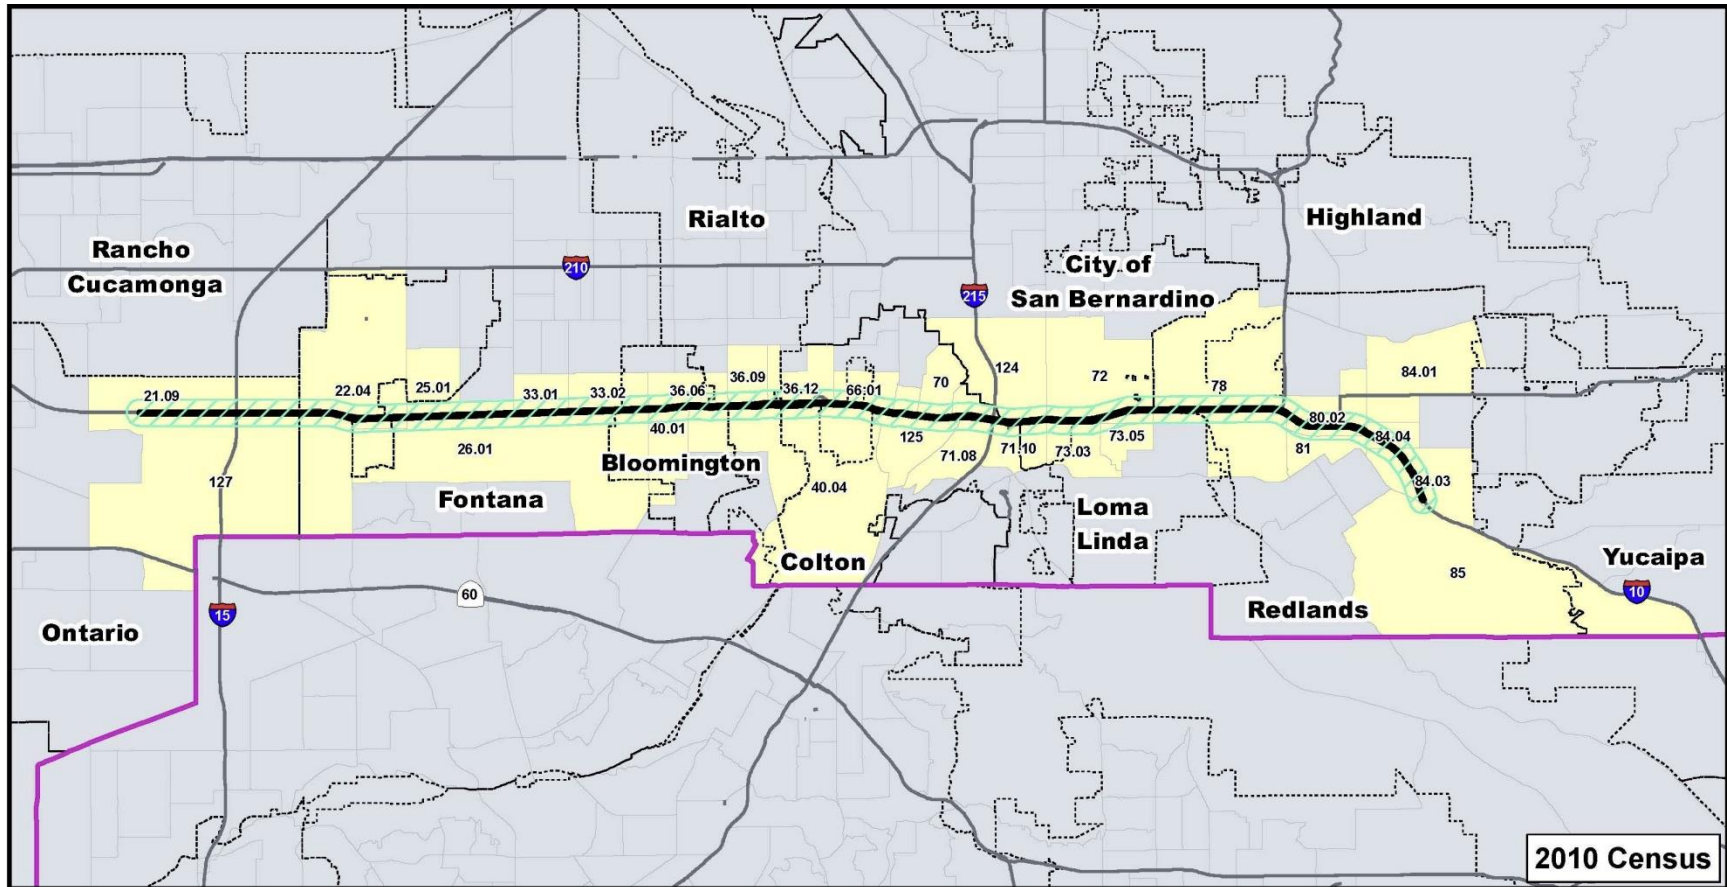 Rialto
Highland
Rancho
Cucamonga
210
City of
San Bernardino
215
21.09
22.04
25.01
33.01
33.02
36.06
36.09
36.12
66.01
70
124
72
78
84.01
80.02
84.04
81
84.03
127
26.01
40.01
40.04
125
71.08
71.10
73.03
73.05
Bloomington
Fontana
Loma
Linda
Colton
Yucaipa
85
10
60
15
Ontario
Redlands
2010 Census